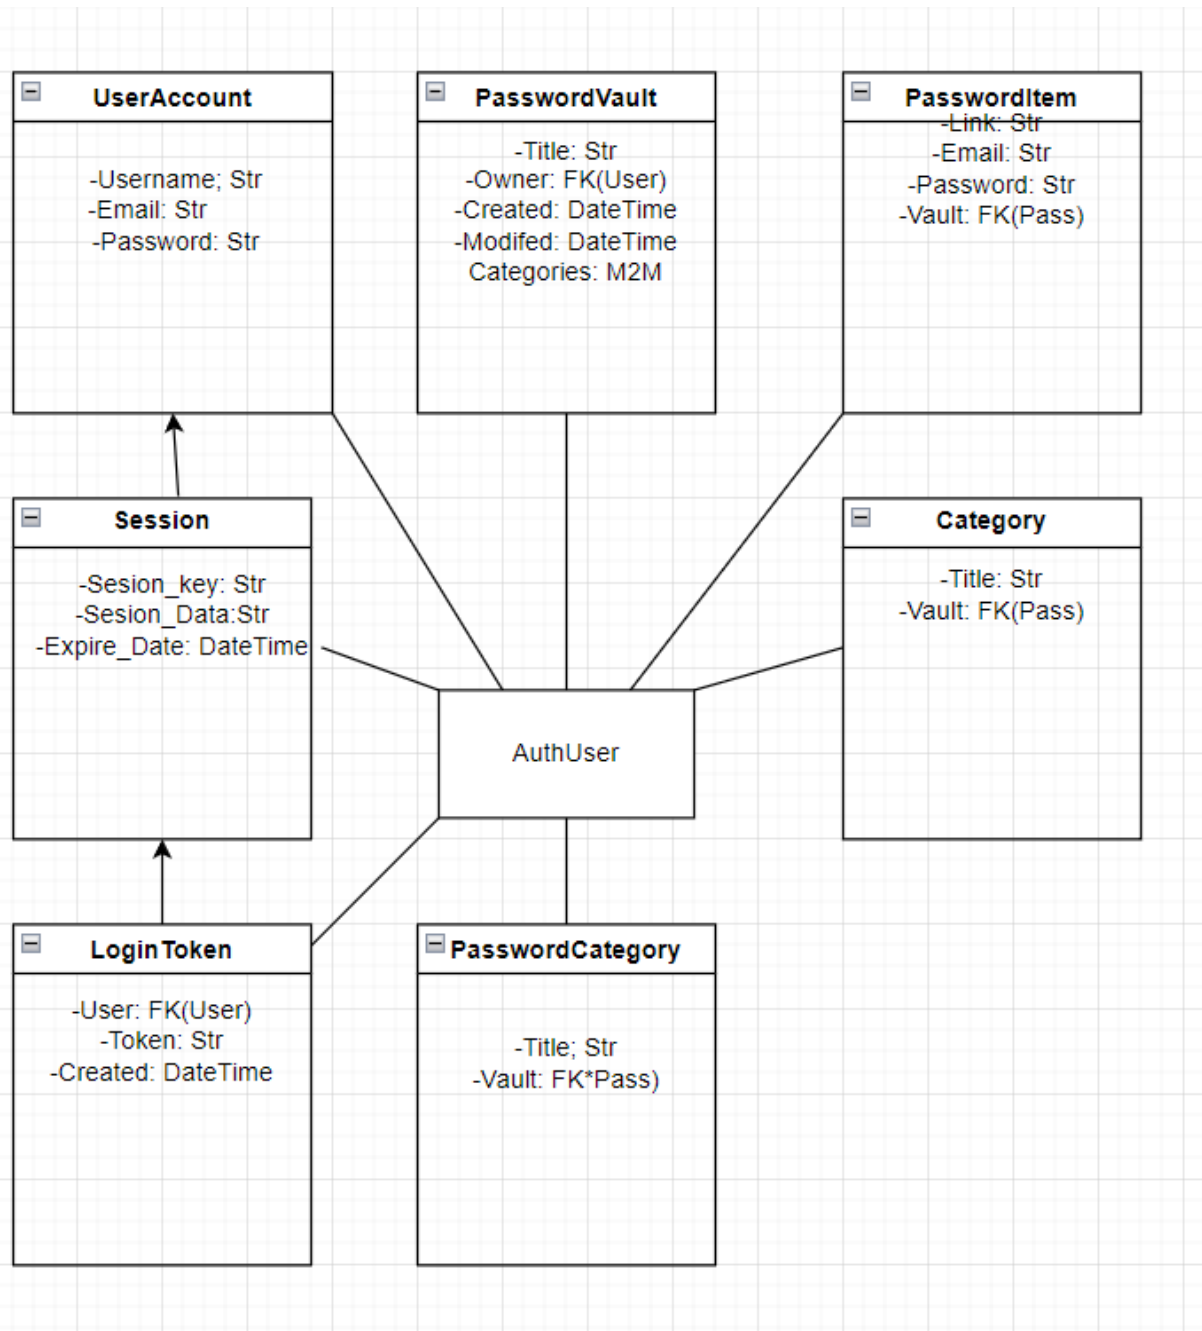 UserAccount
-Username; Str
-Email: Str
-Password: Str
PasswordVault
-Title: Str
-Owner: FK(User)
-Created: DateTime
-Modifed: DateTime
Categories: M2M
PasswordItem
-Link: Str
-Email: Str
-Password: Str
-Vault: FK(Pass)
Session
-Sesion_key: Str
-Sesion_Data:Str
-Expire_Date: DateTime
Category
-Title: Str
-Vault: FK(Pass)
AuthUser
LoginToken
-User: FK(User)
-Token: Str
-Created: DateTime
PasswordCategory
-Title; Str
-Vault: FK*Pass)